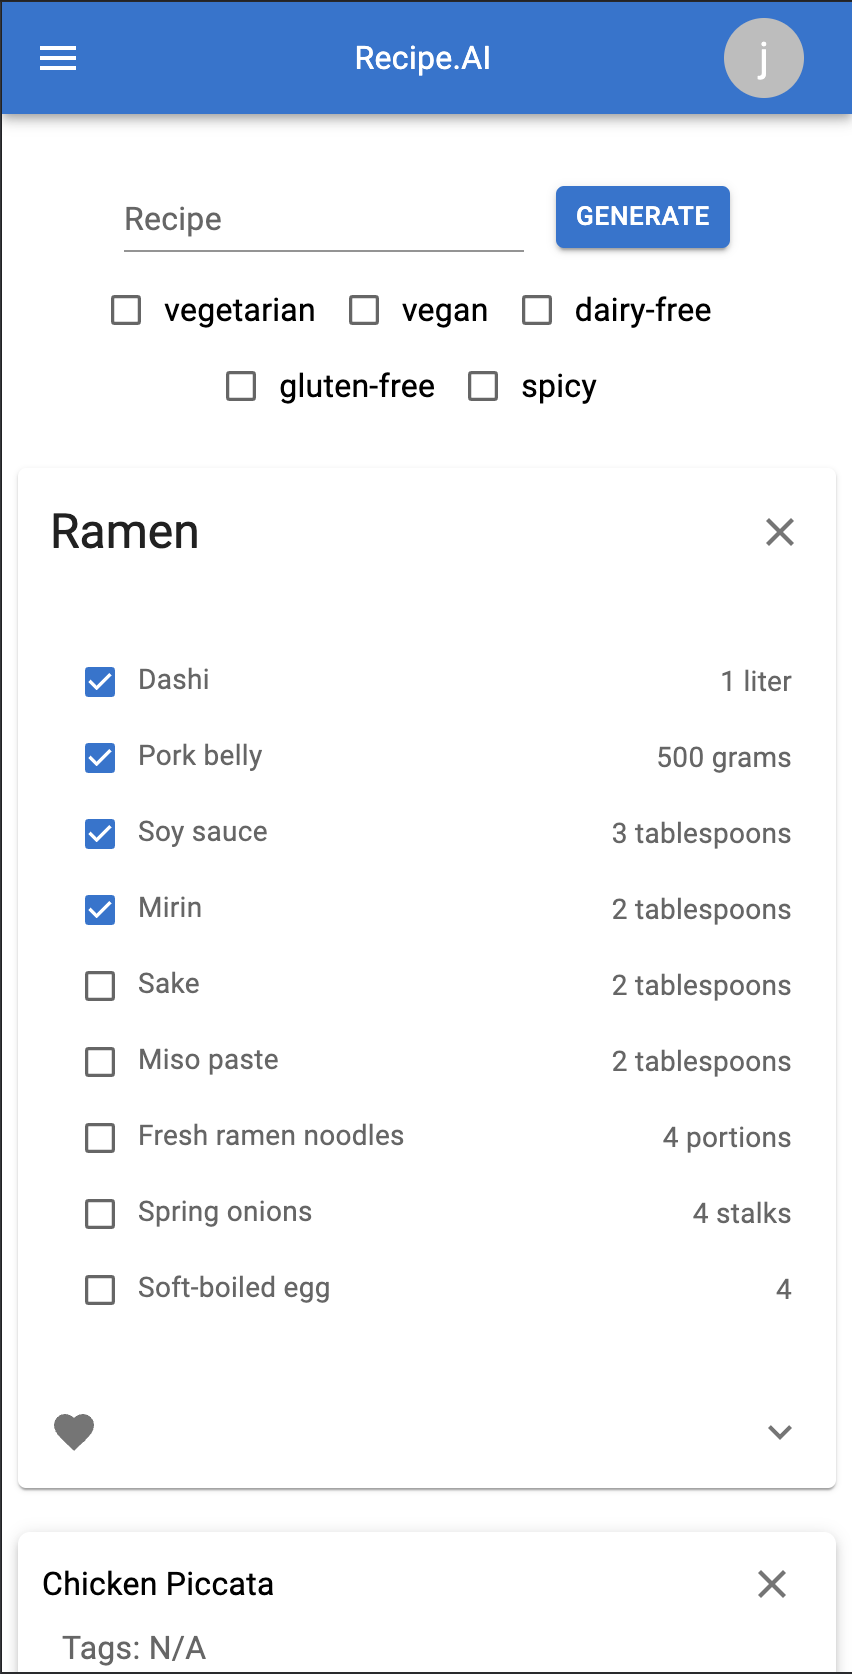 Recipe.AI
j
Recipe
GENERATE
vegetarian vegan dairy-free
gluten-free spicy
Ramen
Dashi 1 liter
Pork belly 500 grams
Soy sauce 3 tablespoons
Mirin 2 tablespoons
Sake 2 tablespoons
Miso paste 2 tablespoons
Fresh ramen noodles 4 portions
Spring onions 4 stalks
Soft-boiled egg 4
Chicken Piccata
Tags: N/A